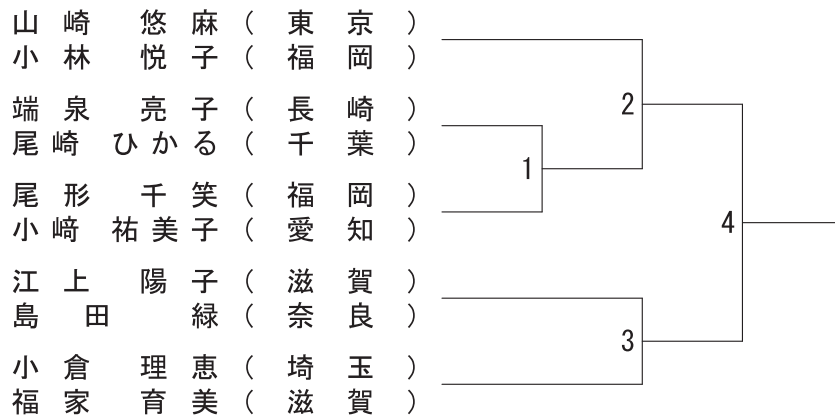 山崎 悠麻(東京)
小林 悦子(福岡)
端泉 亮子(長崎)
尾崎 ひかる(千葉)
尾形 千笑(福岡)
小﨑 祐美子(愛知)
江上 陽子(滋賀)
島田 緑(奈良)
小倉 理恵(埼玉)
福家 育美(滋賀)
2
1
4
3